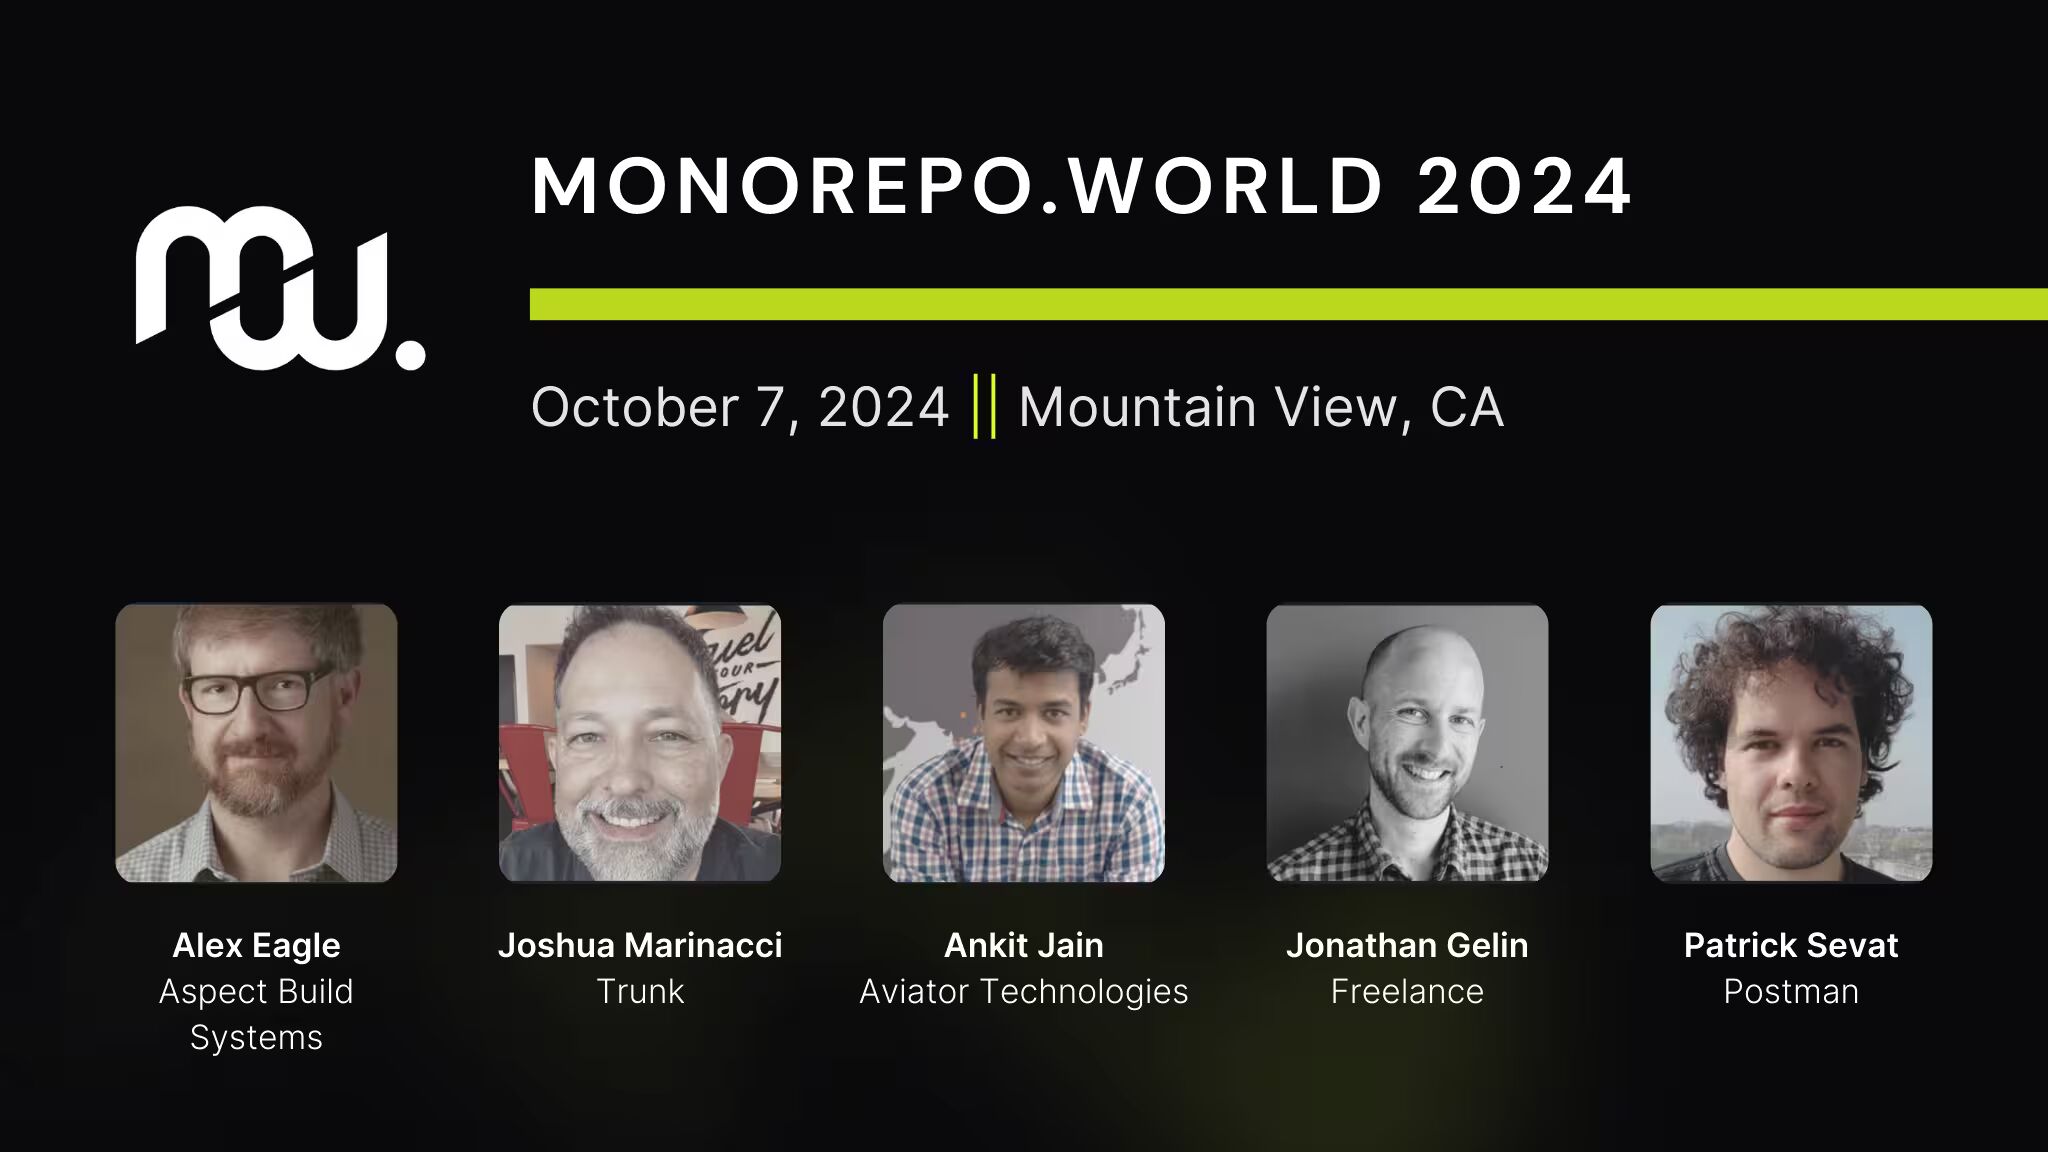 mw.
MONOREPO.WORLD 2024
October 7, 2024 || Mountain View, CA
Alex Eagle
Aspect Build
Systems
Joshua Marinacci
Trunk
Ankit Jain
Aviator Technologies
Jonathan Gelin
Freelance
Patrick Sevat
Postman